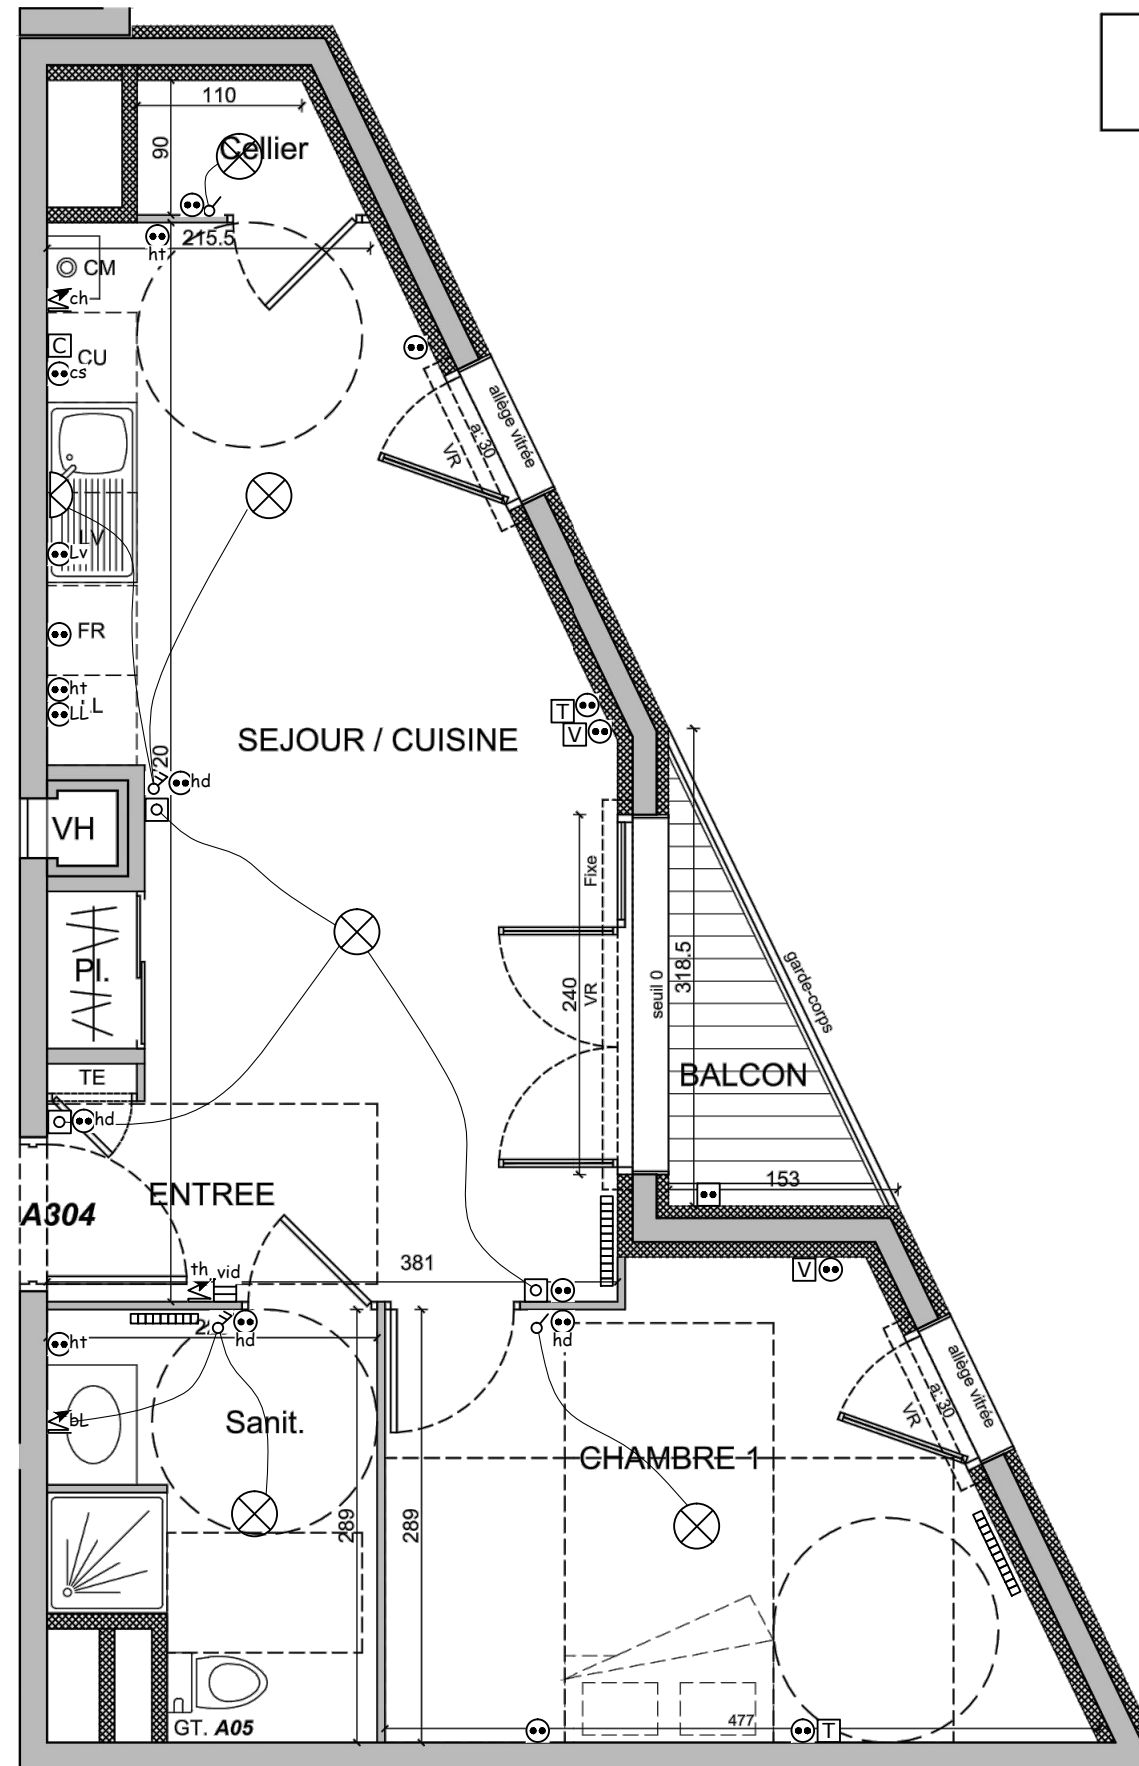 110
Cellier
90
215.5
ht
CM
ch
C
CU
cs
allège vitrée
a: 30
VR
LV
Lv
FR
ht
LL
T
V
SEJOUR / CUISINE
20
hd
VH
Fixe
Pl.
240
VR
seuil 0
318.5
garde-corps
TE
BALCON
hd
153
ENTREE
A304
th
vid
381
V
ht
hd
hd
allège vitrée
a: 30
VR
bL
Sanit.
CHAMBRE 1
289
289
GT. A05
477
T